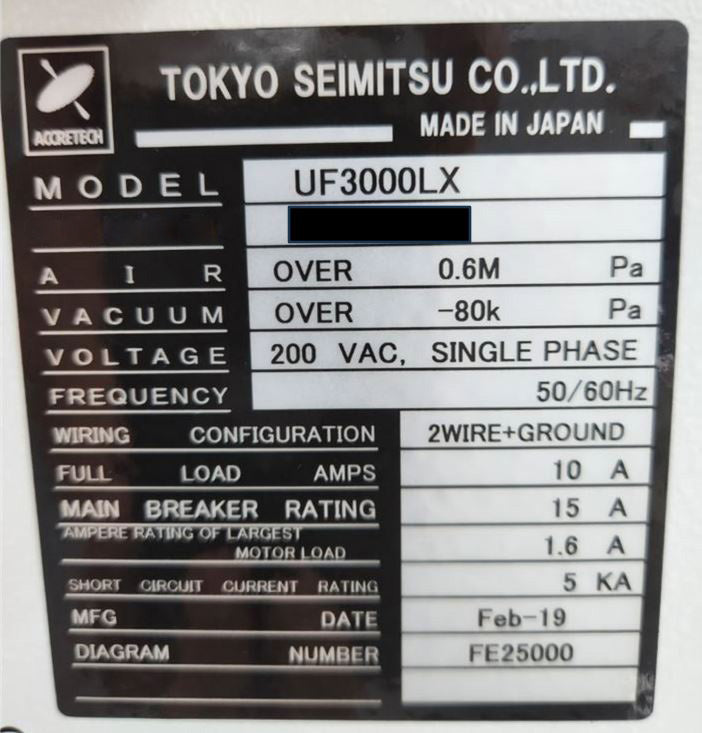 TOKYO SEIMITSU CO.,LTD.
ACCRETECH
MADE IN JAPAN
MODEL UF3000LX
AIR OVER 0.6M Pa
VACUUM OVER -80k Pa
VOLTAGE 200 VAC, SINGLE PHASE
FREQUENCY 50/60Hz
WIRING CONFIGURATION 2WIRE+GROUND
FULL LOAD AMPS 10 A
MAIN BREAKER RATING 15 A
AMPERE RATING OF LARGEST
MOTOR LOAD 1.6 A
SHORT CIRCUIT CURRENT RATING 5 KA
MFG DATE Feb-19
DIAGRAM NUMBER FE25000